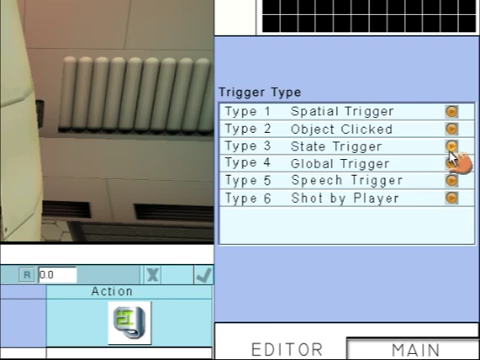 Trigger Type
Type 1 Spatial Trigger
Type 2 Object Clicked
Type 3 State Trigger
Type 4 Global Trigger
Type 5 Speech Trigger
Type 6 Shot by Player
R 0.0
Action
EDITOR MAIN